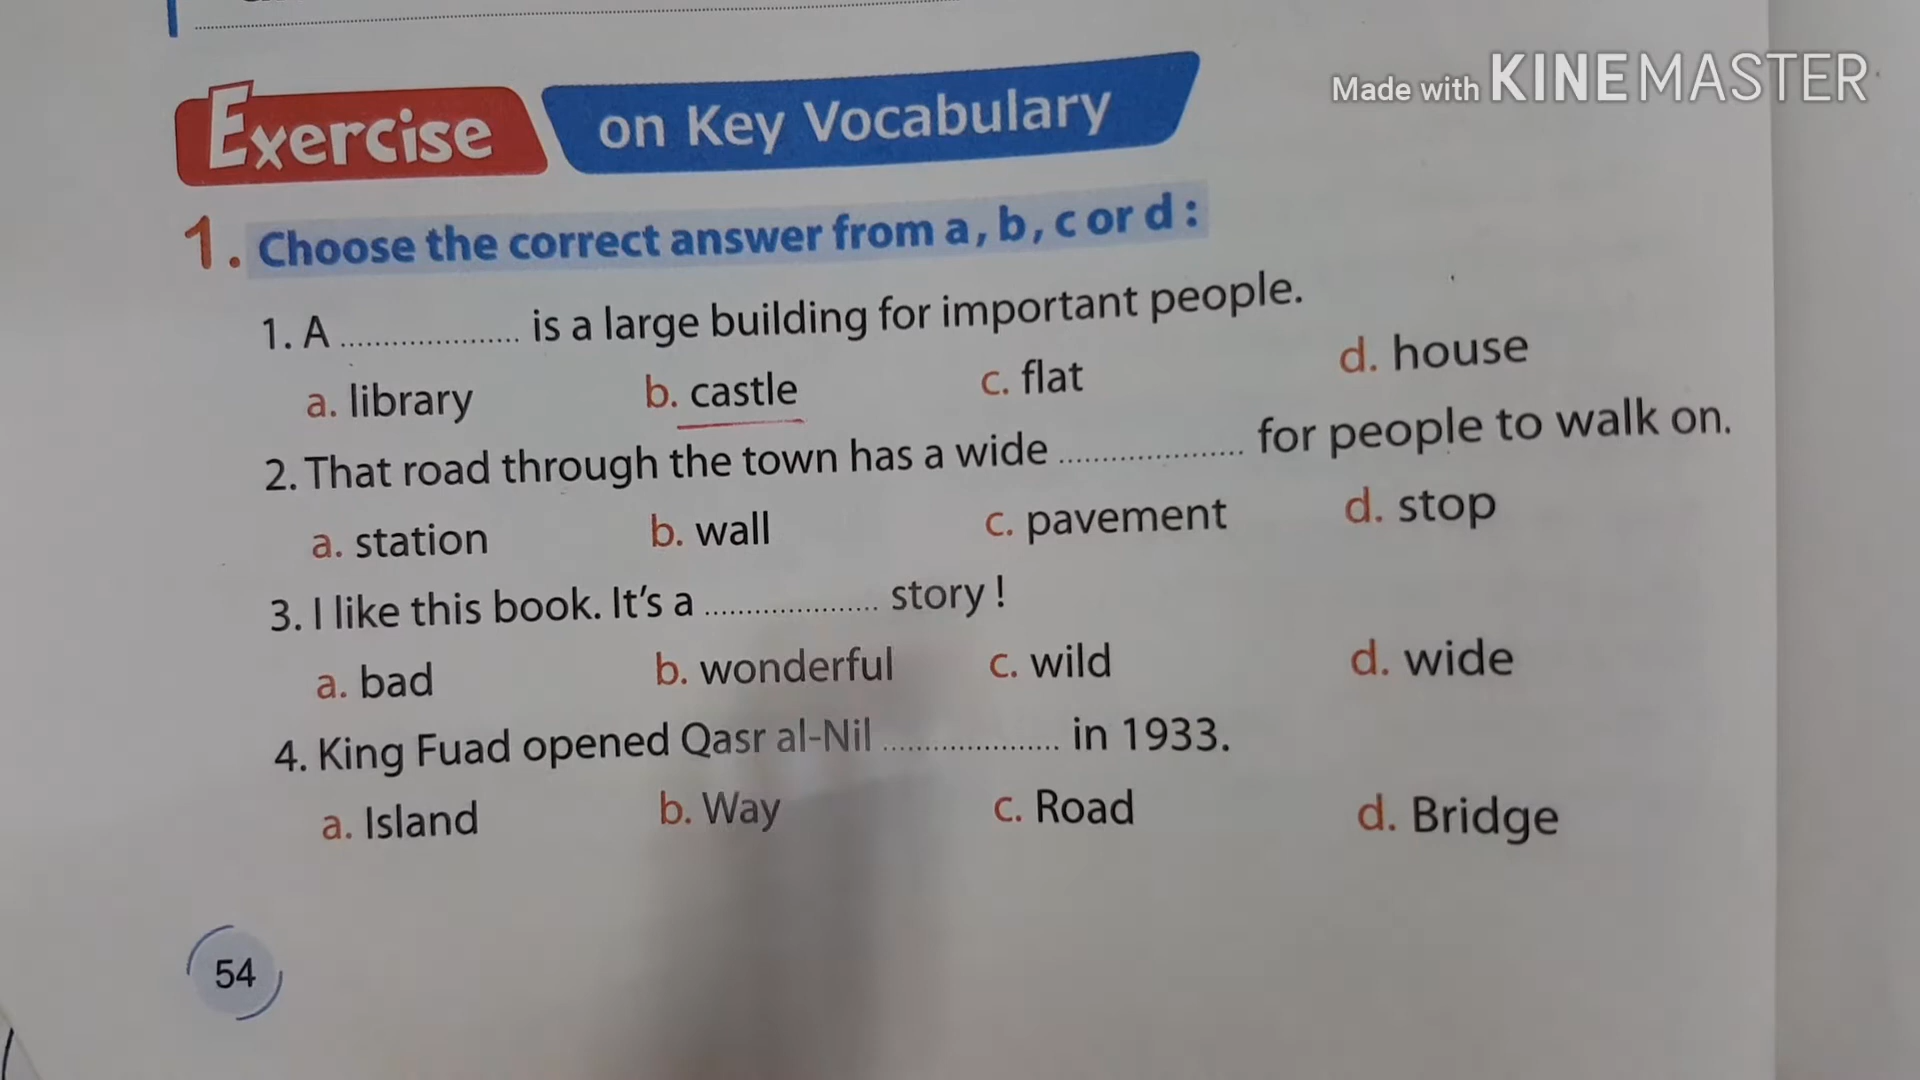 Made with KINEMASTER
Exercise on Key Vocabulary
1. Choose the correct answer from a, b, c or d :
1. A .................... is a large building for important people.
a. library b. castle c. flat d. house
2. That road through the town has a wide .................... for people to walk on.
a. station b. wall c. pavement d. stop
3. I like this book. It's a .................... story !
a. bad b. wonderful c. wild d. wide
4. King Fuad opened Qasr al-Nil .................... in 1933.
a. Island b. Way c. Road d. Bridge
54